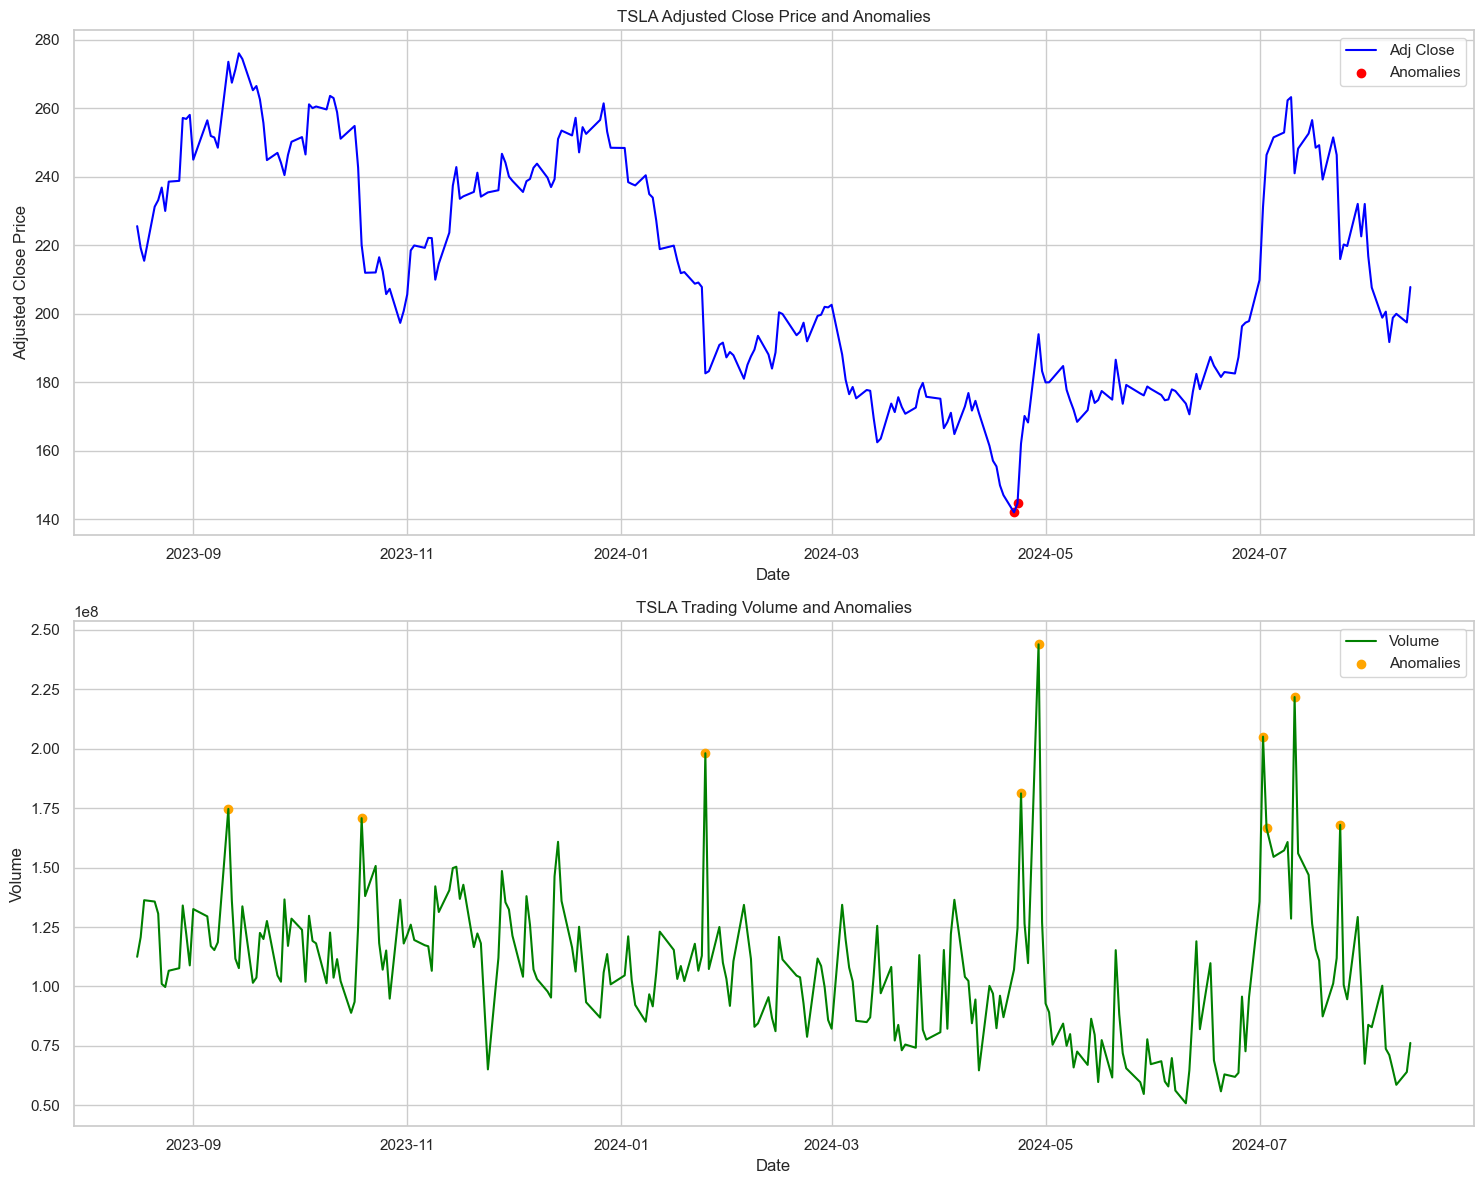 TSLA Adjusted Close Price and Anomalies
280
260
240
220
200
180
160
140
Adjusted Close Price
Adj Close
Anomalies
2023-09
2023-11
2024-01
2024-03
2024-05
2024-07
Date
TSLA Trading Volume and Anomalies
1e8
2.50
2.25
2.00
1.75
1.50
1.25
1.00
0.75
0.50
Volume
Volume
Anomalies
2023-09
2023-11
2024-01
2024-03
2024-05
2024-07
Date